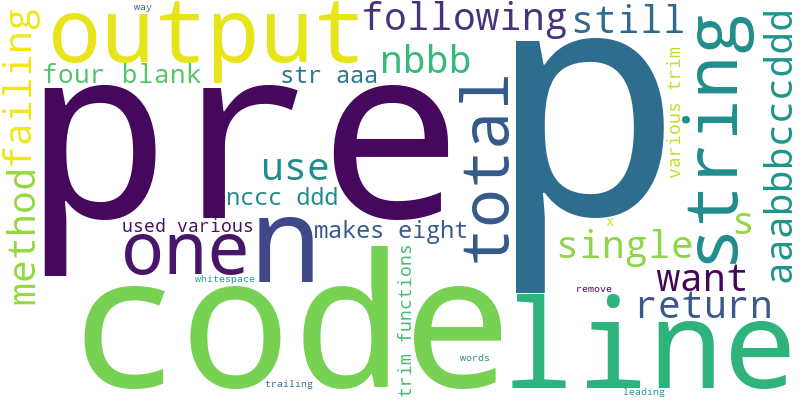 way
output
following
still
failing
four blank
str aaa
nbbb
pre
p
total
various trim
string
aaabbbcccddd
use
method
nccc ddd
used various
one
n
makes eight
x
s
single
whitespace
code
trim functions
want
remove
return
line
words
trailing
leading